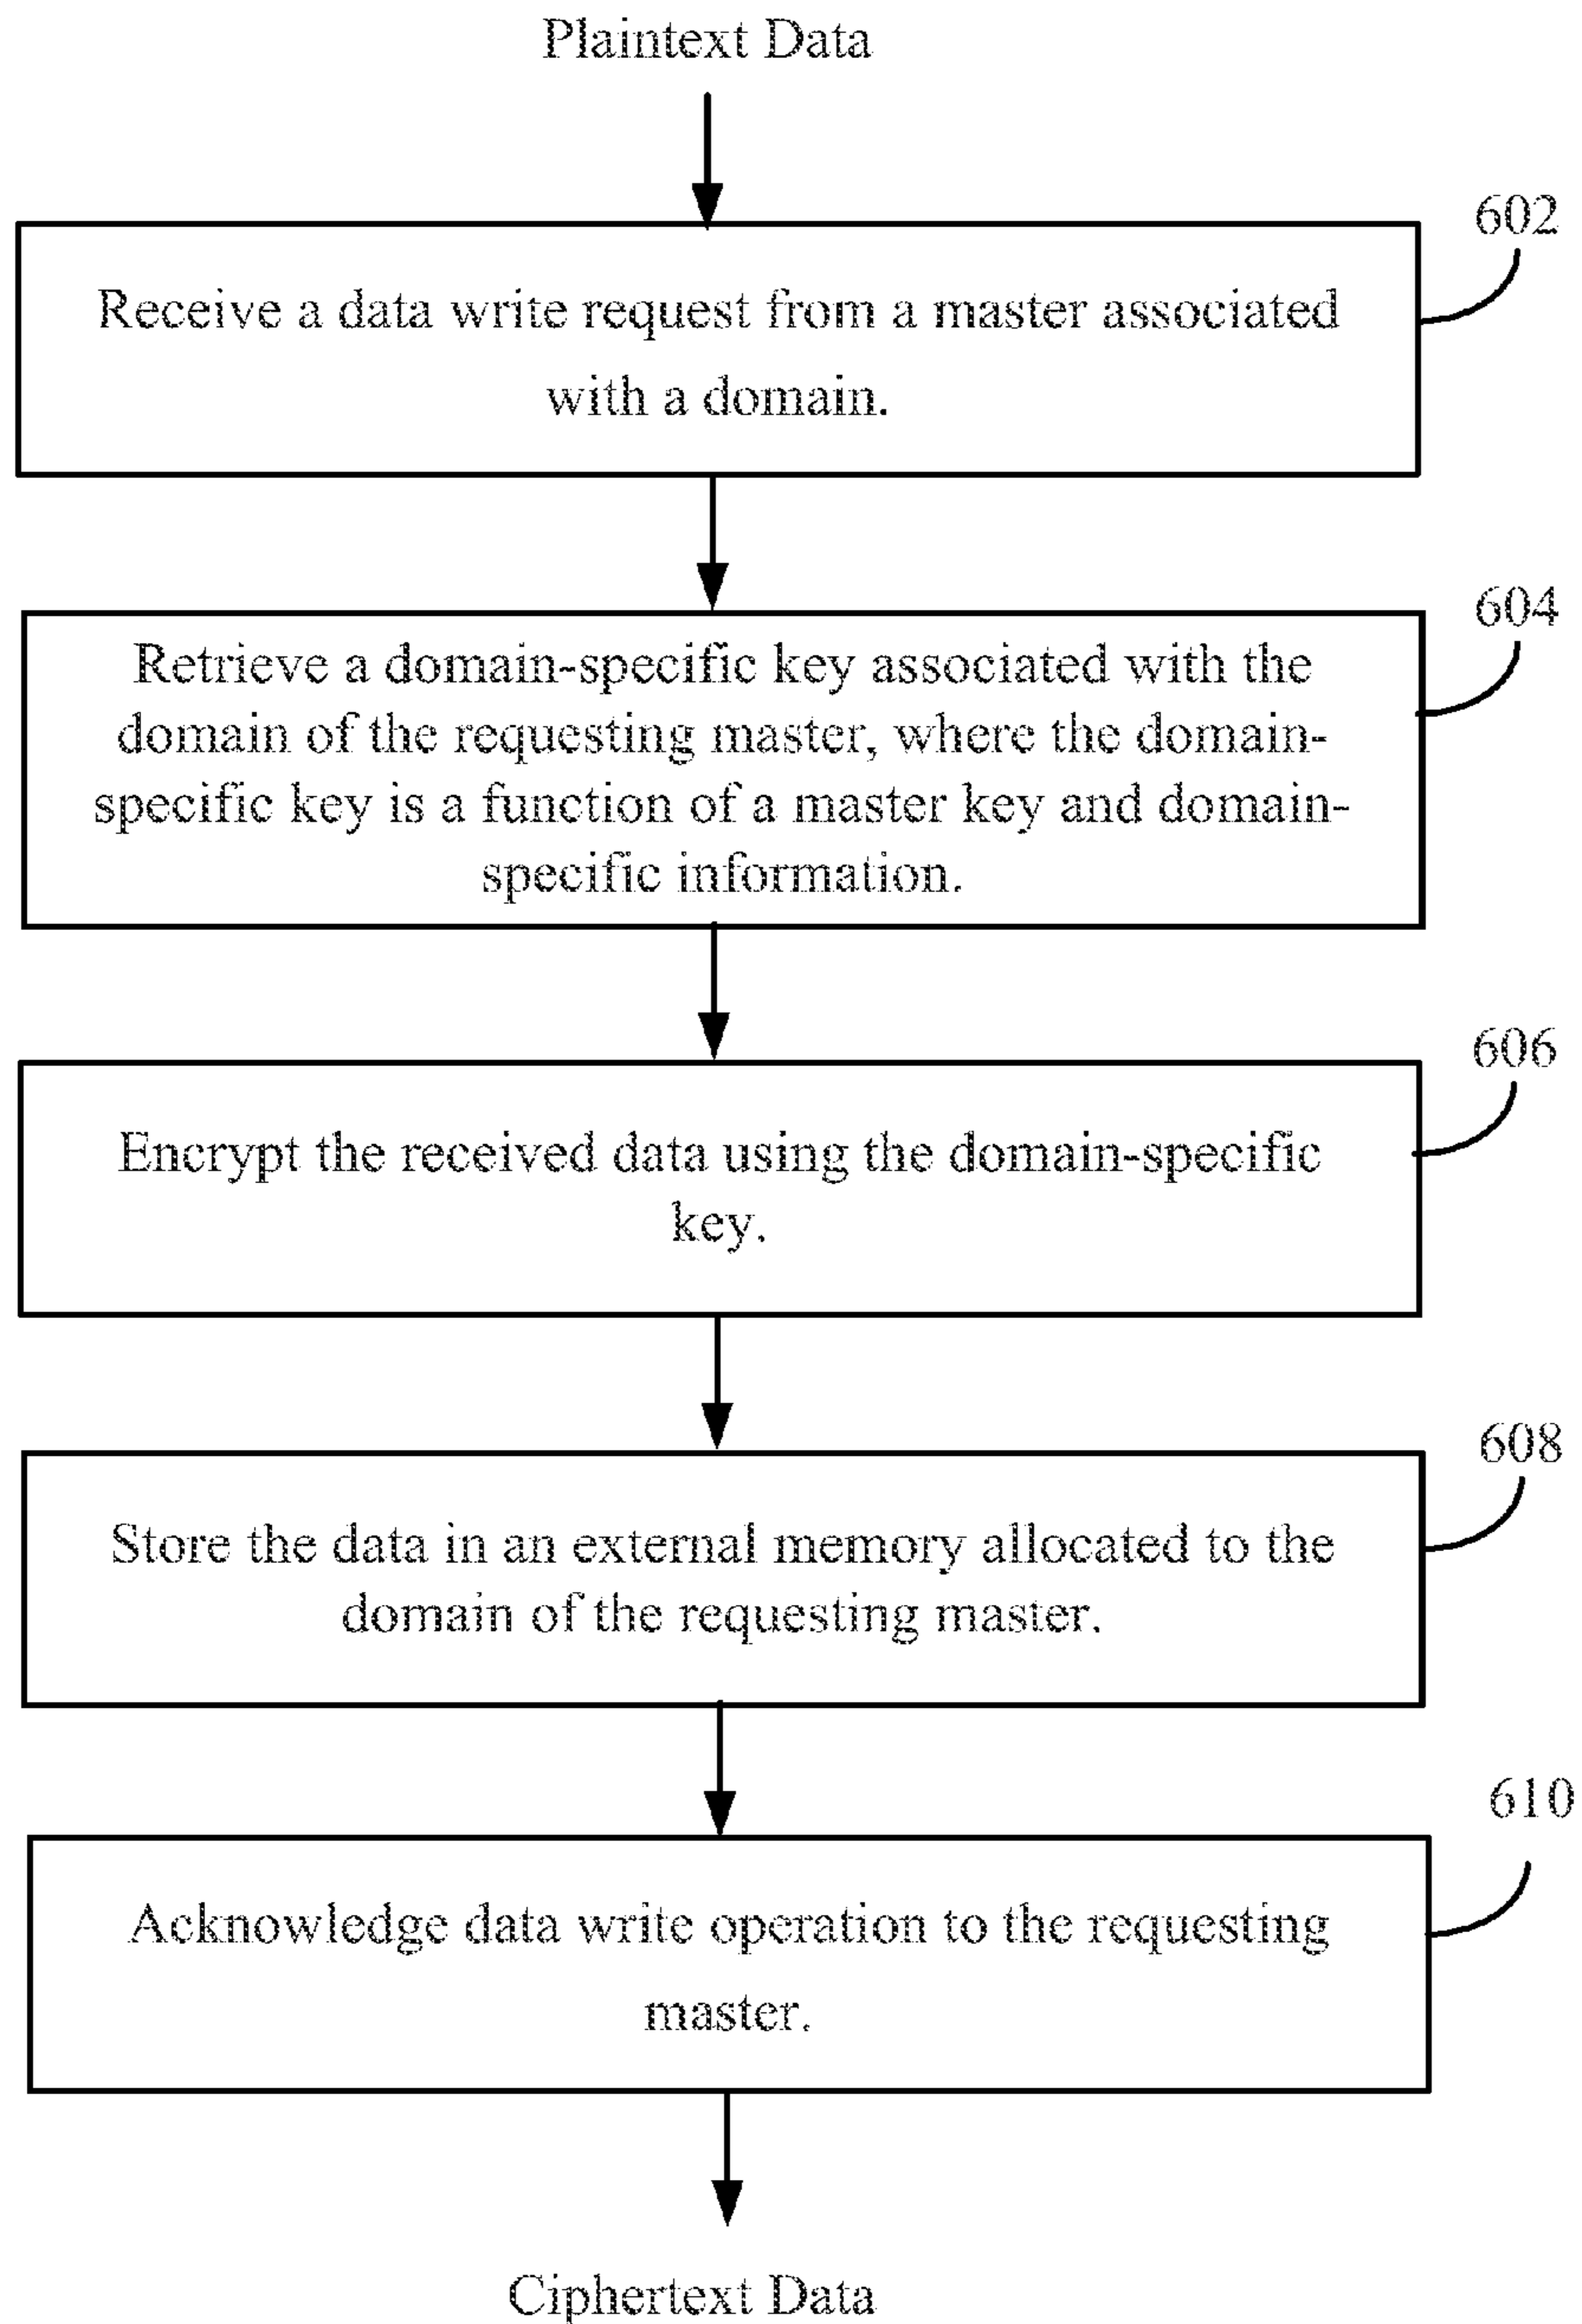 Plaintext Data
602
Receive a data write request from a master associated
with a domain.
604
Retrieve a domain-specific key associated with the
domain of the requesting master, where the domain-
specific key is a function of a master key and domain-
specific information.
606
Encrypt the received data using the domain-specific
key.
608
Store the data in an external memory allocated to the
domain of the requesting master.
610
Acknowledge data write operation to the requesting
master.
Ciphertext Data